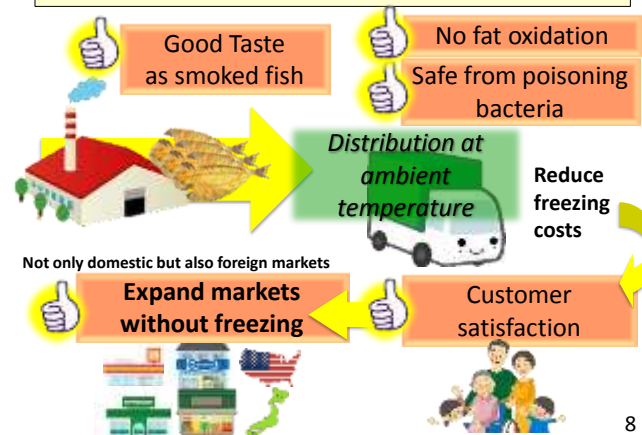 Good Taste
as smoked fish
No fat oxidation
Safe from poisoning
bacteria
Distribution at
ambient
temperature
Reduce
freezing
costs
Not only domestic but also foreign markets
Expand markets
without freezing
Customer
satisfaction
8